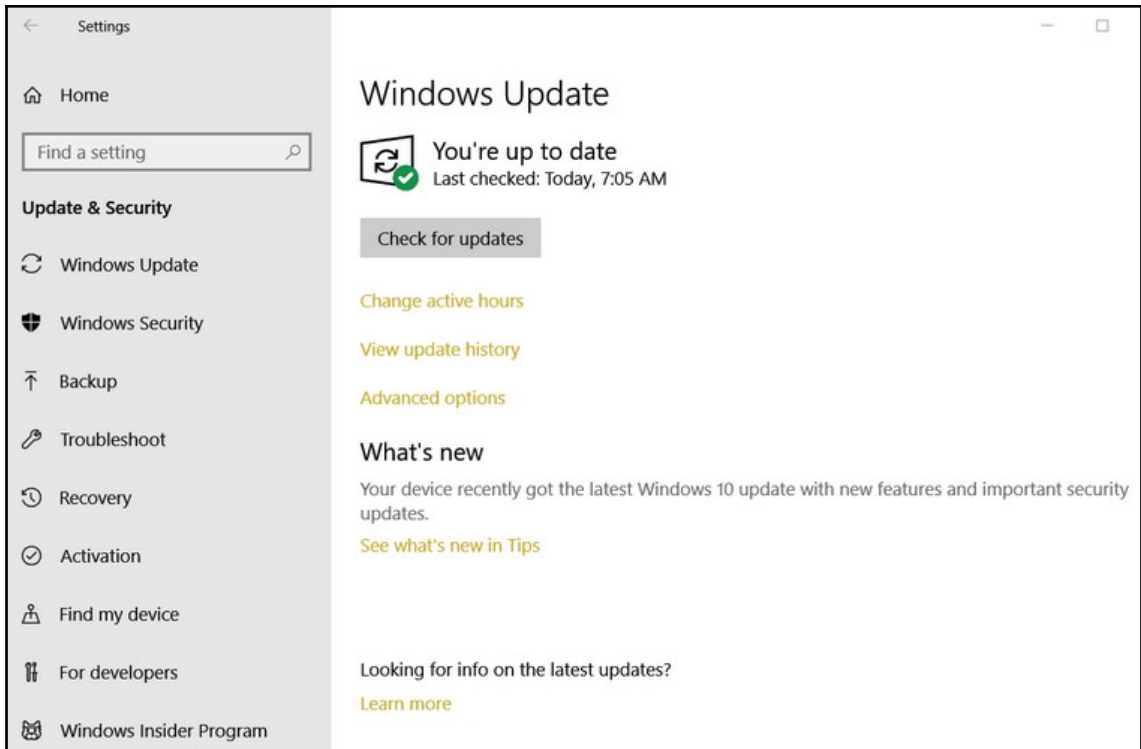 Settings
Home
Find a setting
Update & Security
Windows Update
Windows Security
Backup
Troubleshoot
Recovery
Activation
Find my device
For developers
Windows Insider Program
Windows Update
You're up to date
Last checked: Today, 7:05 AM
Check for updates
Change active hours
View update history
Advanced options
What's new
Your device recently got the latest Windows 10 update with new features and important security
updates.
See what's new in Tips
Looking for info on the latest updates?
Learn more